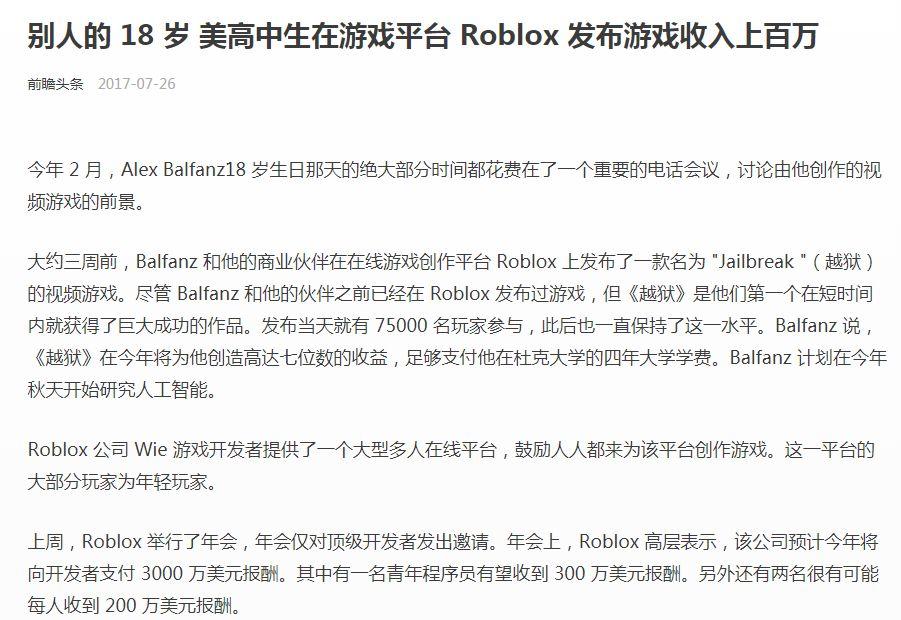 别人的 18 岁 美高中生在游戏平台 Roblox 发布游戏收入上百万
前瞻头条 2017-07-26
今年 2 月，Alex Balfanz18 岁生日那天的绝大部分时间都花费在了一个重要的电话会议，讨论由他创作的视
频游戏的前景。
大约三周前，Balfanz 和他的商业伙伴在在线游戏创作平台 Roblox 上发布了一款名为 "Jailbreak "（越狱）
的视频游戏。尽管 Balfanz 和他的伙伴之前已经在 Roblox 发布过游戏，但《越狱》是他们第一个在短时间
内就获得了巨大成功的作品。发布当天就有 75000 名玩家参与，此后也一直保持了这一水平。Balfanz 说，
《越狱》在今年将为他创造高达七位数的收益，足够支付他在杜克大学的四年大学学费。Balfanz 计划在今年
秋天开始研究人工智能。
Roblox 公司 Wie 游戏开发者提供了一个大型多人在线平台，鼓励人人都来为该平台创作游戏。这一平台的
大部分玩家为年轻玩家。
上周，Roblox 举行了年会，年会仅对顶级开发者发出邀请。年会上，Roblox 高层表示，该公司预计今年将
向开发者支付 3000 万美元报酬。其中有一名青年程序员有望收到 300 万美元报酬。另外还有两名很有可能
每人收到 200 万美元报酬。